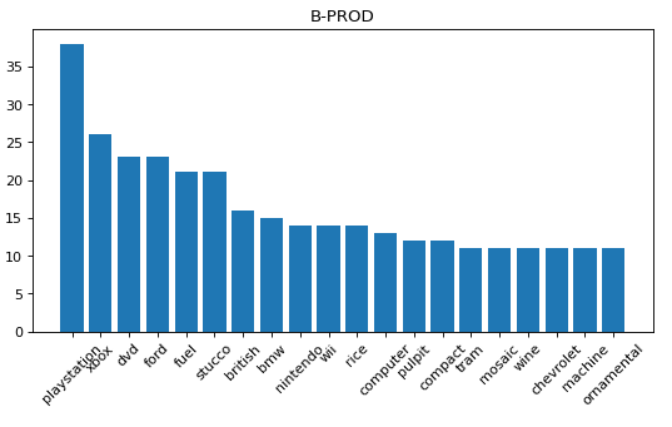 B-PROD
35
30
25
20
15
10
5
0
playstation
xbox
dvd
ford
fuel
stucco
british
bmw
nintendo
wii
rice
computer
pulpit
compact
tram
mosaic
wine
chevrolet
machine
ornamental